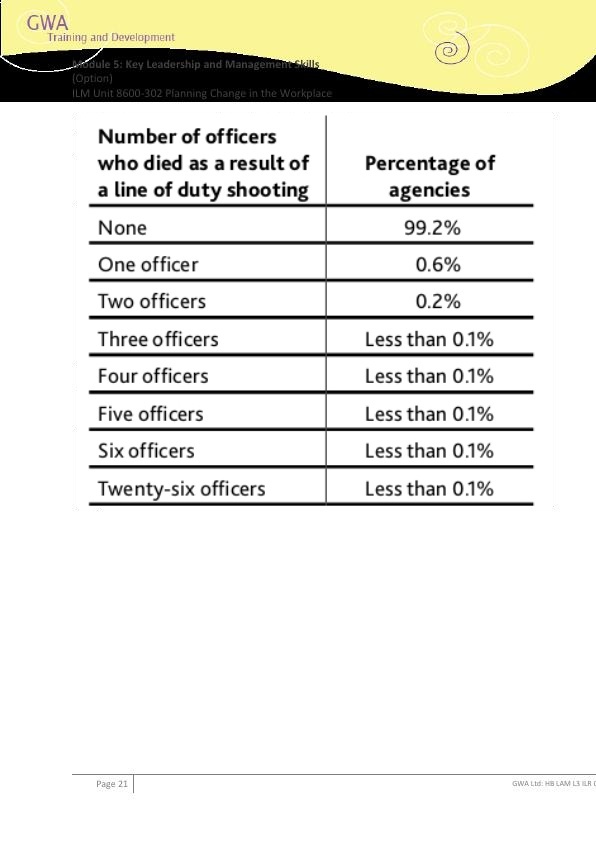 GWA
Training and Development
Module 5: Key Leadership and Management Skills
(Option)
ILM Unit 8600-302 Planning Change in the Workplace
Number of officers
who died as a result of
a line of duty shooting
Percentage of
agencies
None 99.2%
One officer 0.6%
Two officers 0.2%
Three officers Less than 0.1%
Four officers Less than 0.1%
Five officers Less than 0.1%
Six officers Less than 0.1%
Twenty-six officers Less than 0.1%
Page 21
GWA Ltd: HB LAM L3 ILR